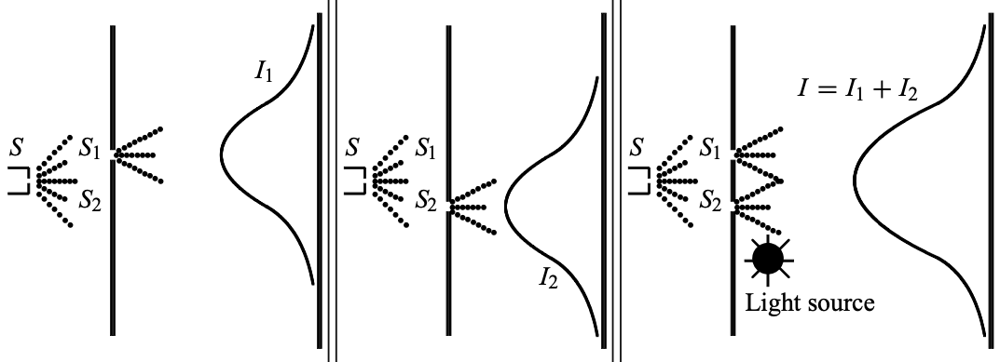 I₁
S
S₁
S₂
S
S₁
S₂
I₂
I = I₁ + I₂
S
S₁
S₂
Light source